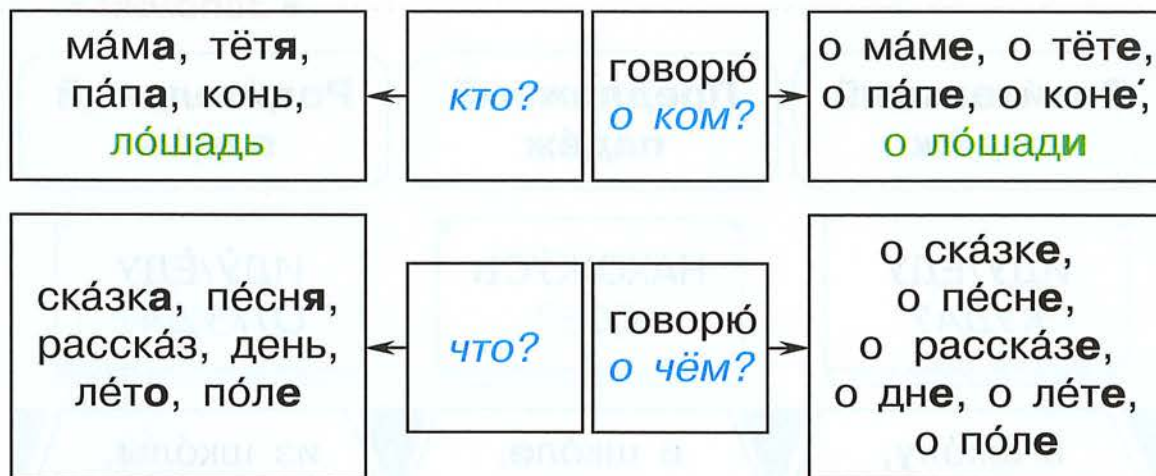 ма́ма, тётя,
па́па, конь,
ло́шадь
кто?
говорю́
о ком?
о ма́ме, о тёте,
о па́пе, о коне́,
о ло́шади
ска́зка, пе́сня,
расска́з, день,
ле́то, по́ле
что?
говорю́
о чём?
о ска́зке,
о пе́сне,
о расска́зе,
о дне, о ле́те,
о по́ле